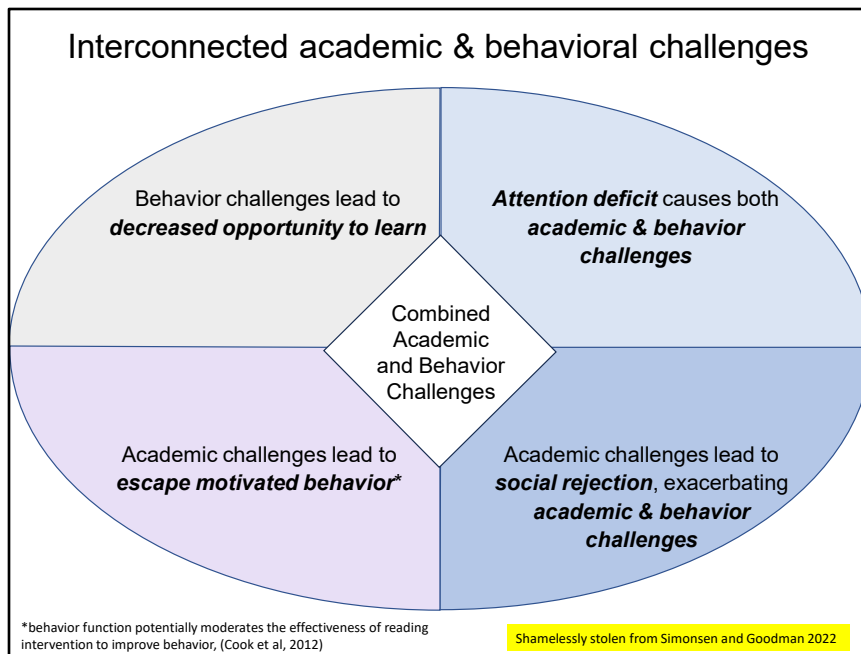 Interconnected academic & behavioral challenges
Behavior challenges lead to
decreased opportunity to learn
Attention deficit causes both
academic & behavior
challenges
Combined
Academic
and Behavior
Challenges
Academic challenges lead to
escape motivated behavior*
Academic challenges lead to
social rejection, exacerbating
academic & behavior
challenges
*behavior function potentially moderates the effectiveness of reading
intervention to improve behavior, (Cook et al, 2012)
Shamelessly stolen from Simonsen and Goodman 2022